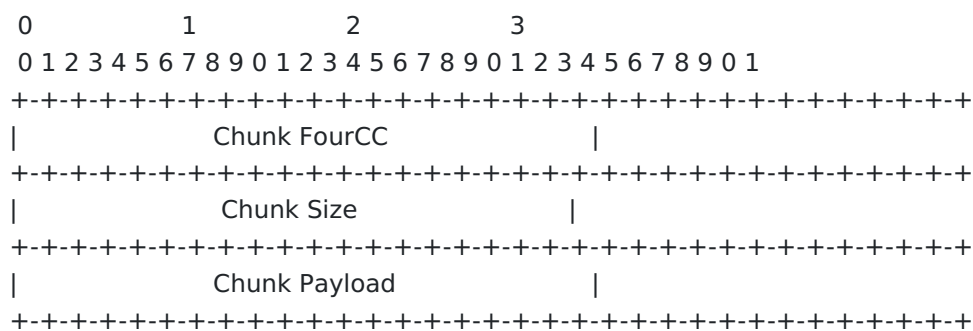 0 1 2 3
0 1 2 3 4 5 6 7 8 9 0 1 2 3 4 5 6 7 8 9 0 1 2 3 4 5 6 7 8 9 0 1
+-+-+-+-+-+-+-+-+-+-+-+-+-+-+-+-+-+-+-+-+-+-+-+-+-+-+-+-+-+-+-+-+-+-+-+-+-+-+-+
| Chunk FourCC |
+-+-+-+-+-+-+-+-+-+-+-+-+-+-+-+-+-+-+-+-+-+-+-+-+-+-+-+-+-+-+-+-+-+-+-+-+-+-+-+
| Chunk Size |
+-+-+-+-+-+-+-+-+-+-+-+-+-+-+-+-+-+-+-+-+-+-+-+-+-+-+-+-+-+-+-+-+-+-+-+-+-+-+-+
| Chunk Payload |
+-+-+-+-+-+-+-+-+-+-+-+-+-+-+-+-+-+-+-+-+-+-+-+-+-+-+-+-+-+-+-+-+-+-+-+-+-+-+-+